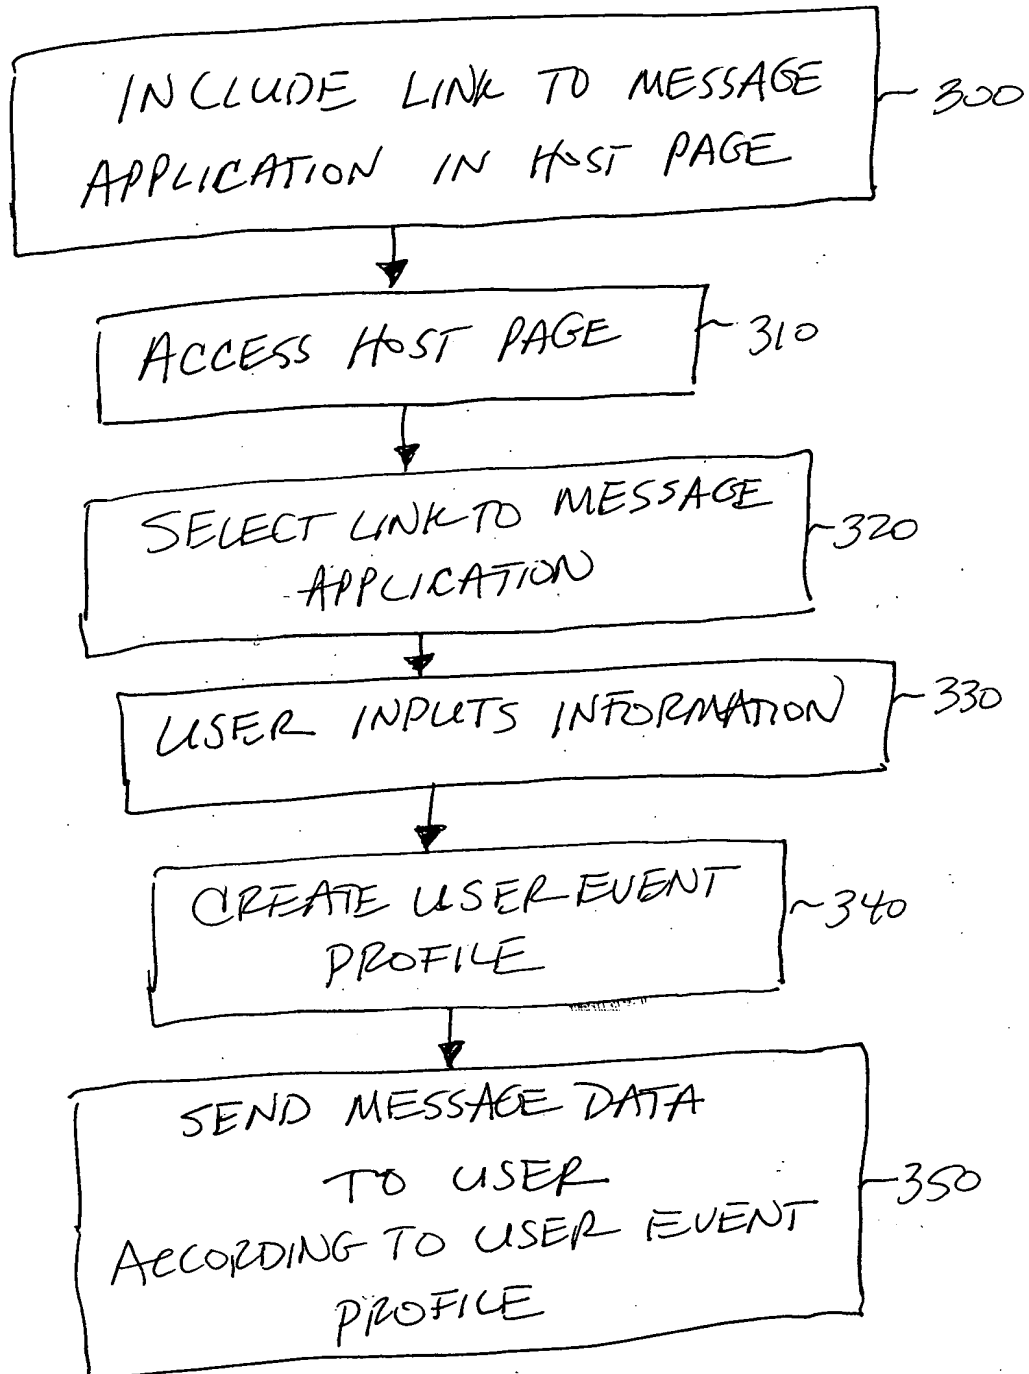 INCLUDE LINK TO MESSAGE
APPLICATION IN HOST PAGE
300
ACCESS HOST PAGE
310
SELECT LINK TO MESSAGE
APPLICATION
320
USER INPUTS INFORMATION
330
CREATE USER EVENT
PROFILE
340
SEND MESSAGE DATA
TO USER
ACCORDING TO USER EVENT
PROFILE
350